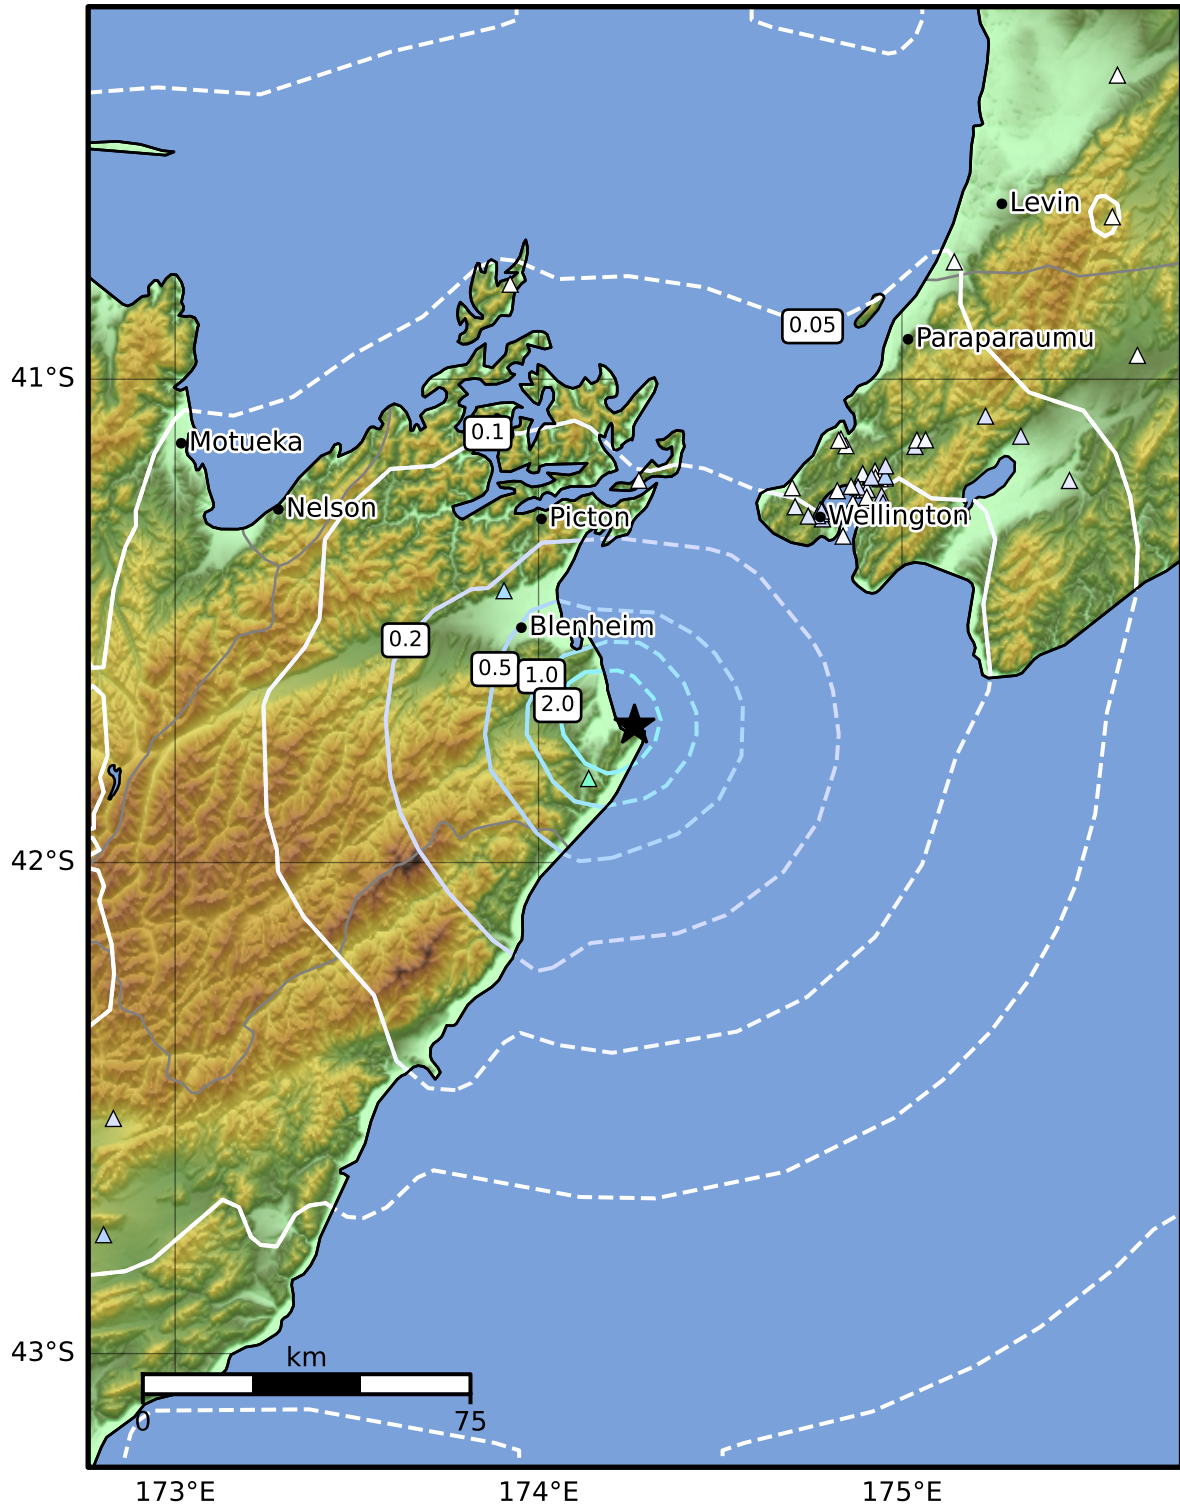 Levin
0.05
Paraparaumu
41°S
0.1
Motueka
Nelson
Picton
Wellington
Blenheim
0.2
0.5
1.0
2.0
42°S
43°S
km
0
75
173°E
174°E
175°E